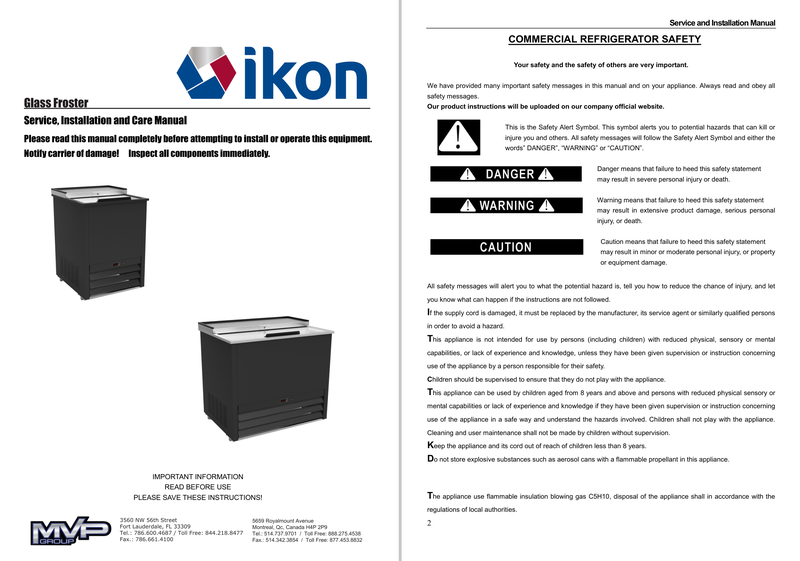 ikon
Glass Froster
Service, Installation and Care Manual
Please read this manual completely before attempting to install or operate this equipment.
Notify carrier of damage! Inspect all components immediately.
IMPORTANT INFORMATION
READ BEFORE USE
PLEASE SAVE THESE INSTRUCTIONS!
MVP
GROUP
3560 NW 56th Street
Fort Lauderdale, FL 33309
Tel.: 786.600.4687 / Toll Free: 844.218.8477
Fax.: 786.661.4100
5659 Royalmount Avenue
Montreal, Qc, Canada H4P 2P9
Tel.: 514.737.9701 / Toll Free: 888.275.4538
Fax.: 514.342.3854 / Toll Free: 877.453.8832
Service and Installation Manual
COMMERCIAL REFRIGERATOR SAFETY
Your safety and the safety of others are very important.
We have provided many important safety messages in this manual and on your appliance. Always read and obey all
safety messages.
Our product instructions will be uploaded on our company official website.
This is the Safety Alert Symbol. This symbol alerts you to potential hazards that can kill or
injure you and others. All safety messages will follow the Safety Alert Symbol and either the
words" DANGER", "WARNING" or "CAUTION".
DANGER
Danger means that failure to heed this safety statement
may result in severe personal injury or death.
WARNING
Warning means that failure to heed this safety statement
may result in extensive product damage, serious personal
injury, or death.
CAUTION
Caution means that failure to heed this safety statement
may result in minor or moderate personal injury, or property
or equipment damage.
All safety messages will alert you to what the potential hazard is, tell you how to reduce the chance of injury, and let
you know what can happen if the instructions are not followed.
If the supply cord is damaged, it must be replaced by the manufacturer, its service agent or similarly qualified persons
in order to avoid a hazard.
This appliance is not intended for use by persons (including children) with reduced physical, sensory or mental
capabilities, or lack of experience and knowledge, unless they have been given supervision or instruction concerning
use of the appliance by a person responsible for their safety.
Children should be supervised to ensure that they do not play with the appliance.
This appliance can be used by children aged from 8 years and above and persons with reduced physical sensory or
mental capabilities or lack of experience and knowledge if they have been given supervision or instruction concerning
use of the appliance in a safe way and understand the hazards involved. Children shall not play with the appliance.
Cleaning and user maintenance shall not be made by children without supervision.
Keep the appliance and its cord out of reach of children less than 8 years.
Do not store explosive substances such as aerosol cans with a flammable propellant in this appliance.
The appliance use flammable insulation blowing gas C5H10, disposal of the appliance shall in accordance with the
regulations of local authorities.
2